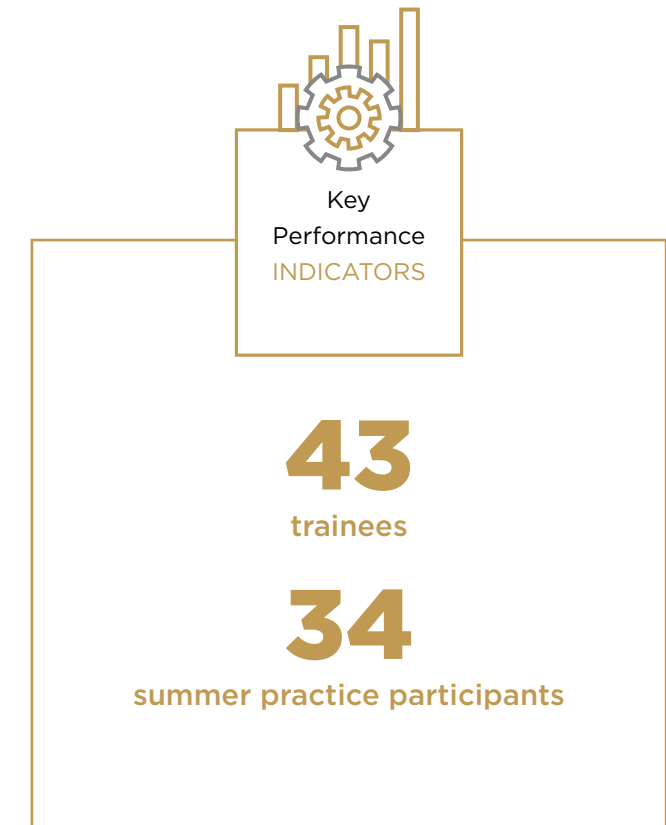 Key
Performance
INDICATORS
43
trainees
34
summer practice participants